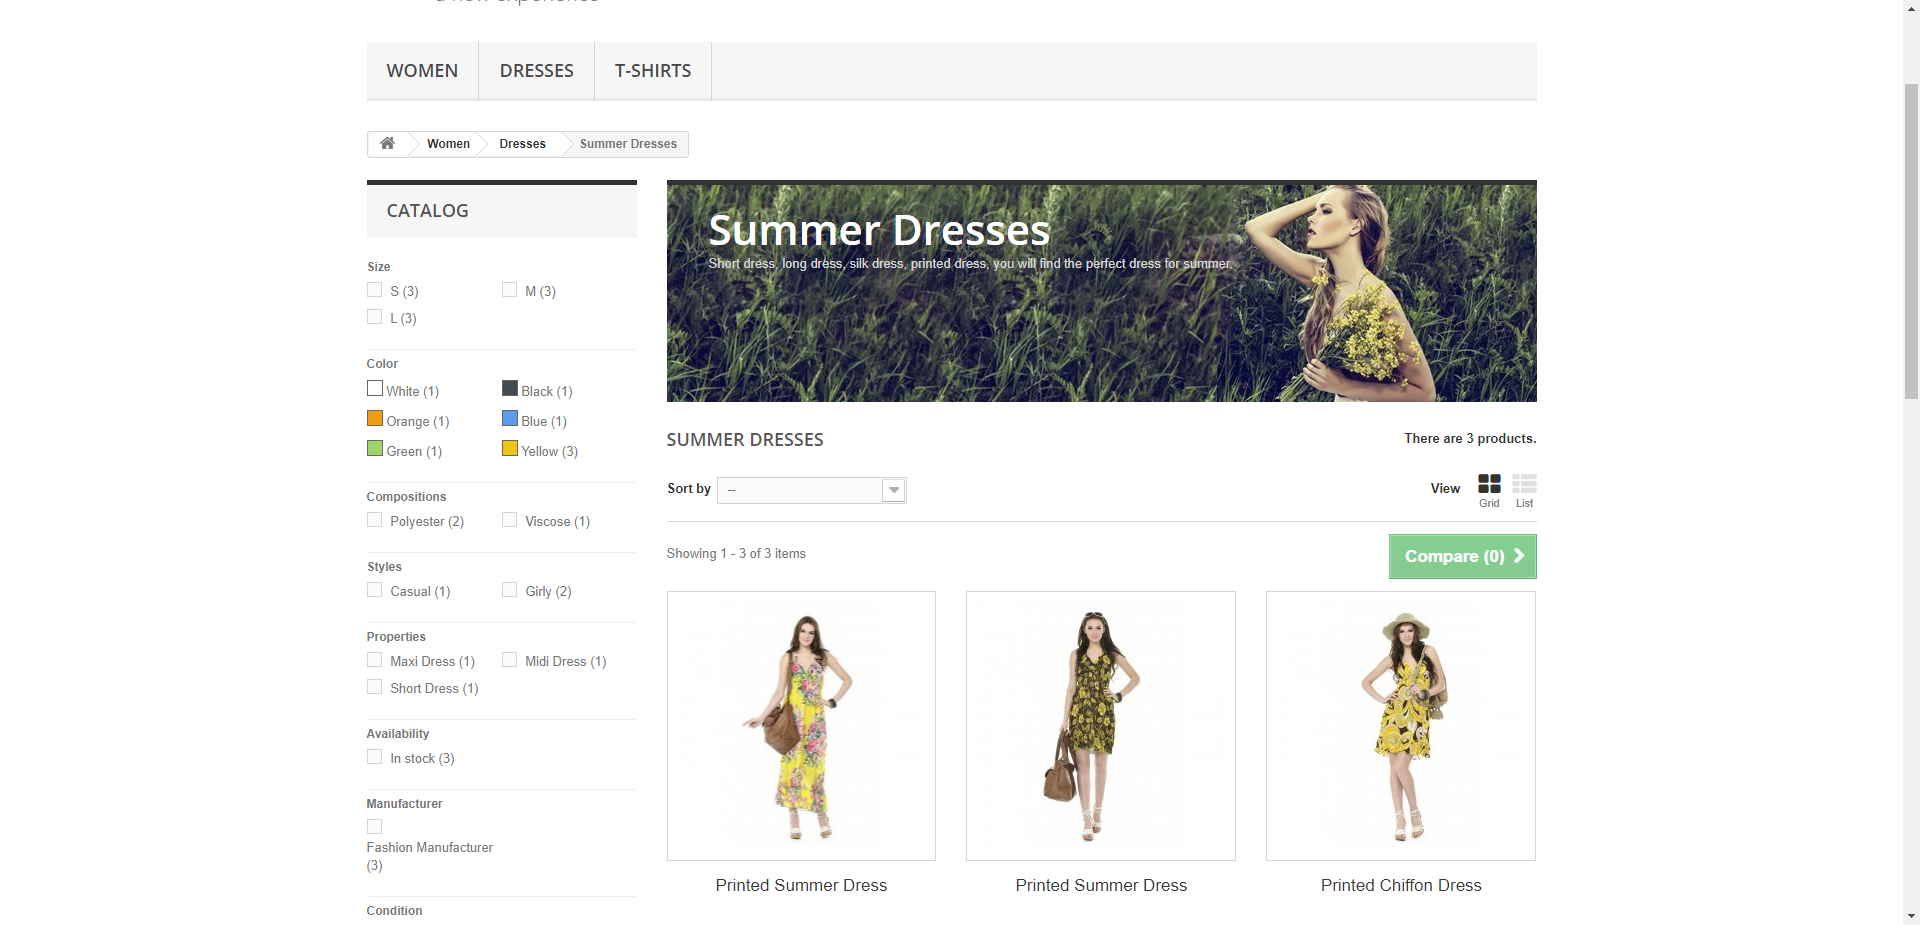 a new experience
WOMEN DRESSES T-SHIRTS
Women Dresses Summer Dresses
CATALOG
Size
S (3) M (3)
L (3)
Color
White (1) Black (1)
Orange (1) Blue (1)
Green (1) Yellow (3)
Compositions
Polyester (2) Viscose (1)
Styles
Casual (1) Girly (2)
Properties
Maxi Dress (1) Midi Dress (1)
Short Dress (1)
Availability
In stock (3)
Manufacturer
Fashion Manufacturer
(3)
Condition
Summer Dresses
Short dress, long dress, silk dress, printed dress, you will find the perfect dress for summer.
SUMMER DRESSES There are 3 products.
Sort by -- View Grid List
Showing 1 - 3 of 3 items Compare (0)
Printed Summer Dress Printed Summer Dress Printed Chiffon Dress